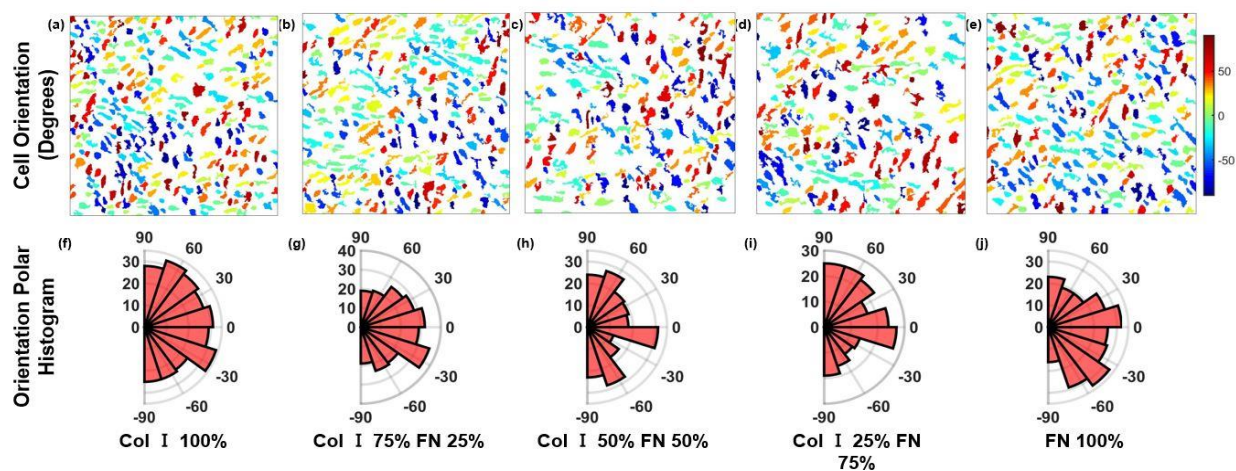 (a) (b) (c) (d) (e)
Cell Orientation
(Degrees)
50
0
-50
Orientation Polar
Histogram
(f) (g) (h) (i) (j)
90 60 30 0 -30 -60 -90
30 20 10 0
90 60 30 0 -30 -60 -90
40 30 20 10 0
90 60 30 0 -30 -60 -90
30 20 10 0
90 60 30 0 -30 -60 -90
30 20 10 0
90 60 30 0 -30 -60 -90
30 20 10 0
Col Ⅰ 100%
Col Ⅰ 75% FN 25%
Col Ⅰ 50% FN 50%
Col Ⅰ 25% FN
75%
FN 100%